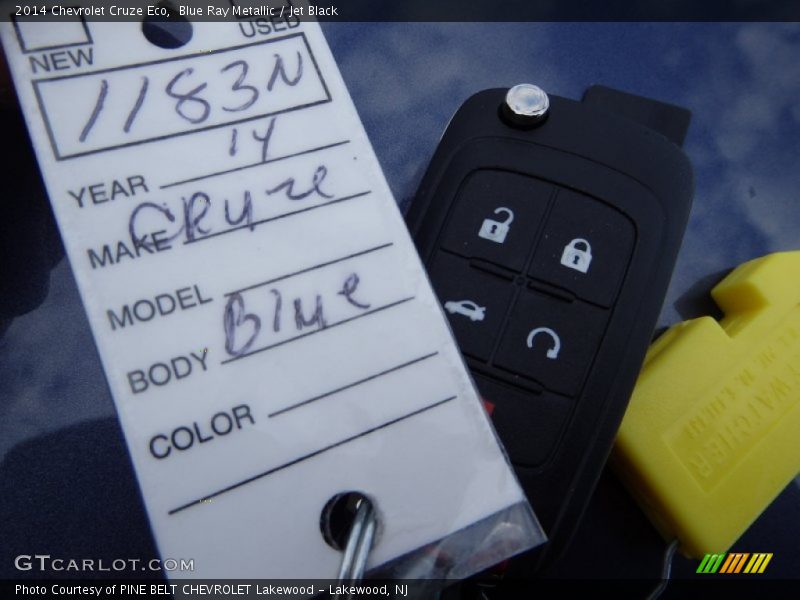 2014 Chevrolet Cruze Eco,  Blue Ray Metallic / Jet Black
NEW USED
1183N
14
YEAR
CRuze
MAKE
MODEL
Blue
BODY
COLOR
GTCARLOT.COM
Photo Courtesy of PINE BELT CHEVROLET Lakewood - Lakewood, NJ